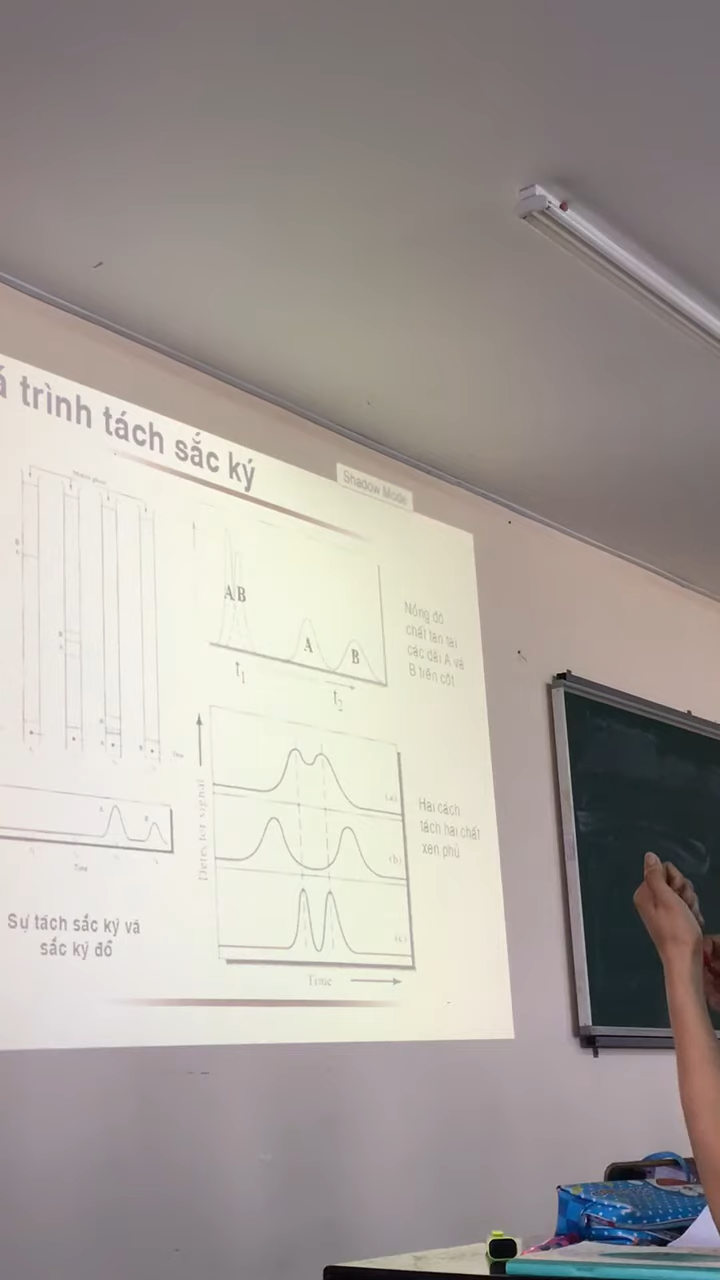 á trình tách sắc ký
Shadow Mode
A B
A
B
t₁
t₂
Nồng độ
chất tan tại
các dải A và
B trên cột
Detector signal
(a)
(b)
(c)
Time
Hai cách
tách hai chất
xen phủ
A
B
Time
Sự tách sắc ký và
sắc ký đồ